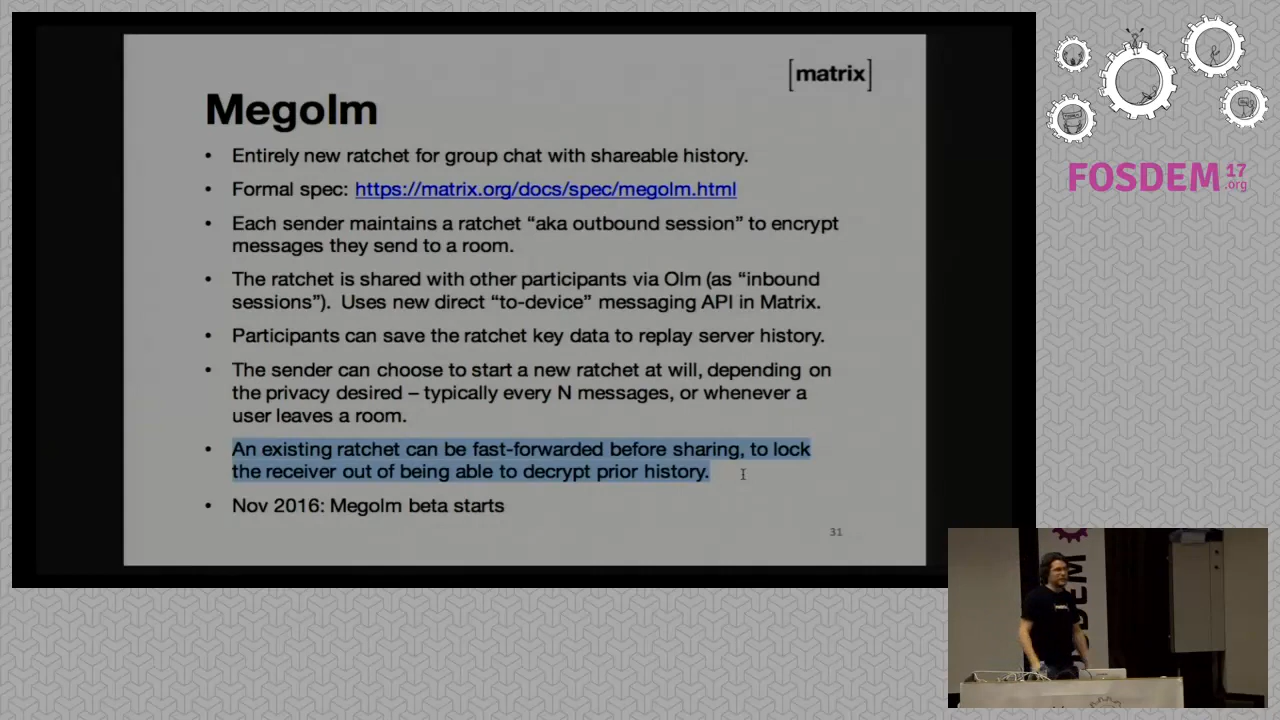 [matrix]
Megolm
• Entirely new ratchet for group chat with shareable history.
• Formal spec: https://matrix.org/docs/spec/megolm.html
• Each sender maintains a ratchet “aka outbound session” to encrypt
messages they send to a room.
• The ratchet is shared with other participants via Olm (as “inbound
sessions”). Uses new direct “to-device” messaging API in Matrix.
• Participants can save the ratchet key data to replay server history.
• The sender can choose to start a new ratchet at will, depending on
the privacy desired – typically every N messages, or whenever a
user leaves a room.
• An existing ratchet can be fast-forwarded before sharing, to lock
the receiver out of being able to decrypt prior history.
• Nov 2016: Megolm beta starts
31
FOSDEM 17
.org
DEM